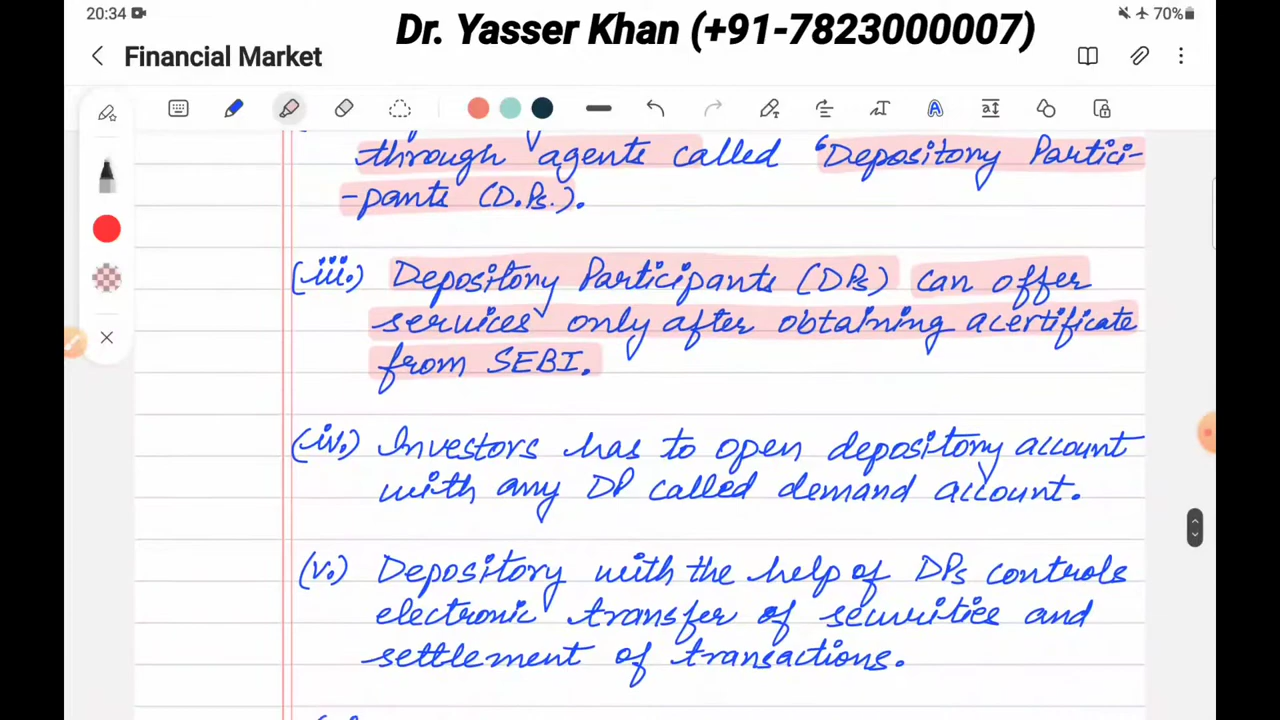 20:34
Dr. Yasser Khan (+91-7823000007)
70%
Financial Market
through agents called "Depository Partici-
-pants (D.Ps.).
(iii.) Depository Participants (DPs) can offer
services only after obtaining a certificate
from SEBI.
(iv.) Investors has to open depository account
with any DP called demand account.
(v.) Depository with the help of DPs controls
electronic transfer of securities and
settlement of transactions.